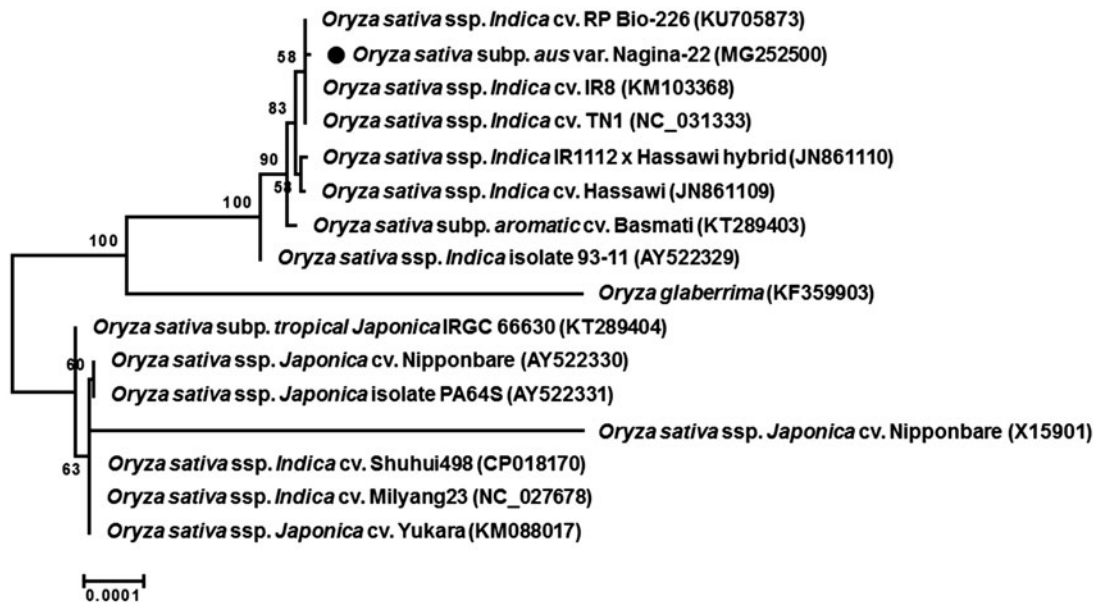 Oryza sativa ssp. Indica cv. RP Bio-226 (KU705873)
58
Oryza sativa subp. aus var. Nagina-22 (MG252500)
Oryza sativa ssp. Indica cv. IR8 (KM103368)
83
Oryza sativa ssp. Indica cv. TN1 (NC_031333)
Oryza sativa ssp. Indica IR1112 x Hassawi hybrid (JN861110)
90
58
Oryza sativa ssp. Indica cv. Hassawi (JN861109)
100
Oryza sativa subp. aromatic cv. Basmati (KT289403)
100
Oryza sativa ssp. Indica isolate 93-11 (AY522329)
Oryza glaberrima (KF359903)
Oryza sativa subp. tropical Japonica IRGC 66630 (KT289404)
60
Oryza sativa ssp. Japonica cv. Nipponbare (AY522330)
Oryza sativa ssp. Japonica isolate PA64S (AY522331)
Oryza sativa ssp. Japonica cv. Nipponbare (X15901)
63
Oryza sativa ssp. Indica cv. Shuhui498 (CP018170)
Oryza sativa ssp. Indica cv. Milyang23 (NC_027678)
Oryza sativa ssp. Japonica cv. Yukara (KM088017)
0.0001